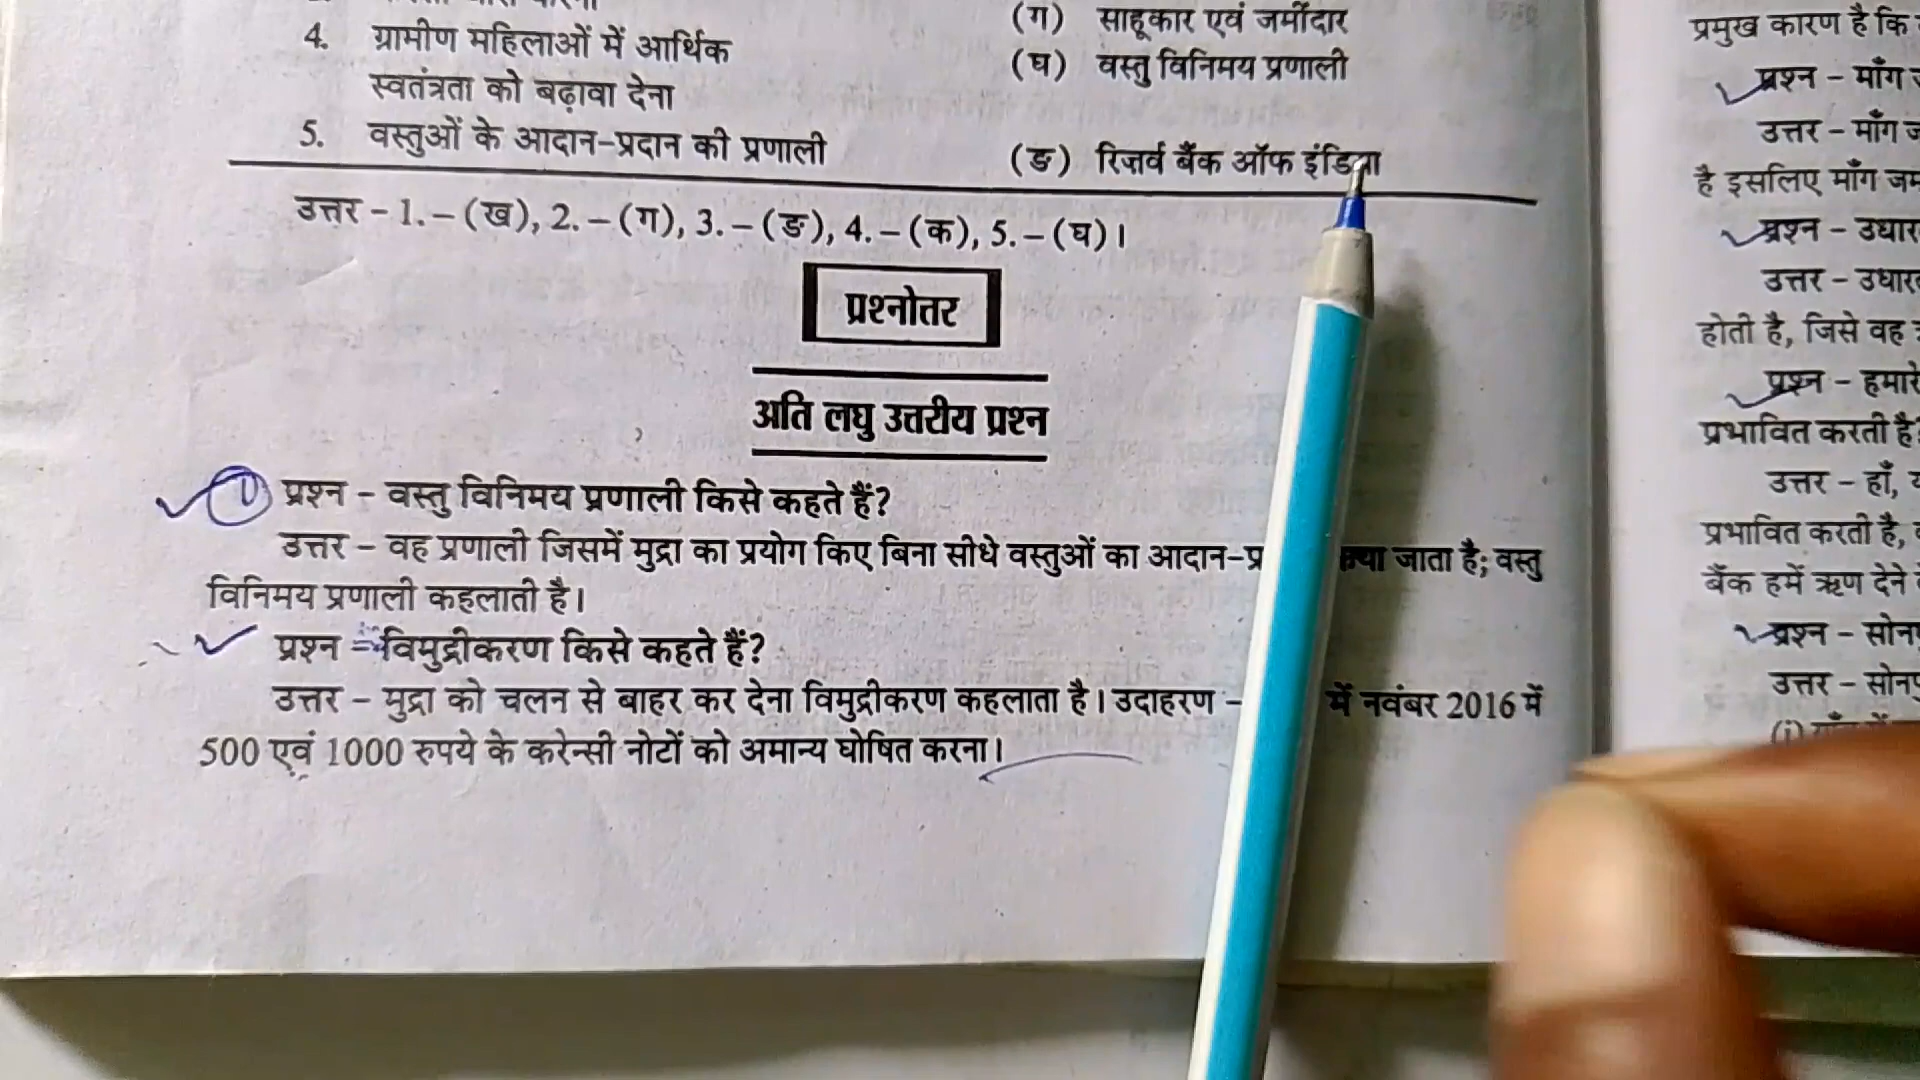 4. ग्रामीण महिलाओं में आर्थिक
स्वतंत्रता को बढ़ावा देना
5. वस्तुओं के आदान-प्रदान की प्रणाली
(ग) साहूकार एवं जमींदार
(घ) वस्तु विनिमय प्रणाली
(ङ) रिज़र्व बैंक ऑफ इंडिया
उत्तर – 1. – (ख), 2. – (ग), 3. – (ङ), 4. – (क), 5. – (घ)।
प्रश्नोत्तर
अति लघु उत्तरीय प्रश्न
① प्रश्न – वस्तु विनिमय प्रणाली किसे कहते हैं?
उत्तर – वह प्रणाली जिसमें मुद्रा का प्रयोग किए बिना सीधे वस्तुओं का आदान-प्र जाता है; वस्तु
विनिमय प्रणाली कहलाती है।
प्रश्न – विमुद्रीकरण किसे कहते हैं?
उत्तर – मुद्रा को चलन से बाहर कर देना विमुद्रीकरण कहलाता है। उदाहरण – में नवंबर 2016 में
500 एवं 1000 रुपये के करेन्सी नोटों को अमान्य घोषित करना।
प्रमुख कारण है कि
प्रश्न – माँग
उत्तर – माँग
है इसलिए माँग
प्रश्न –
उत्तर –
होती है, जिसे वह
प्रश्न – हमारे
प्रभावित करती है
उत्तर – हाँ,
प्रभावित करती है,
बैंक हमें ऋण देने
प्रश्न –
उत्तर –